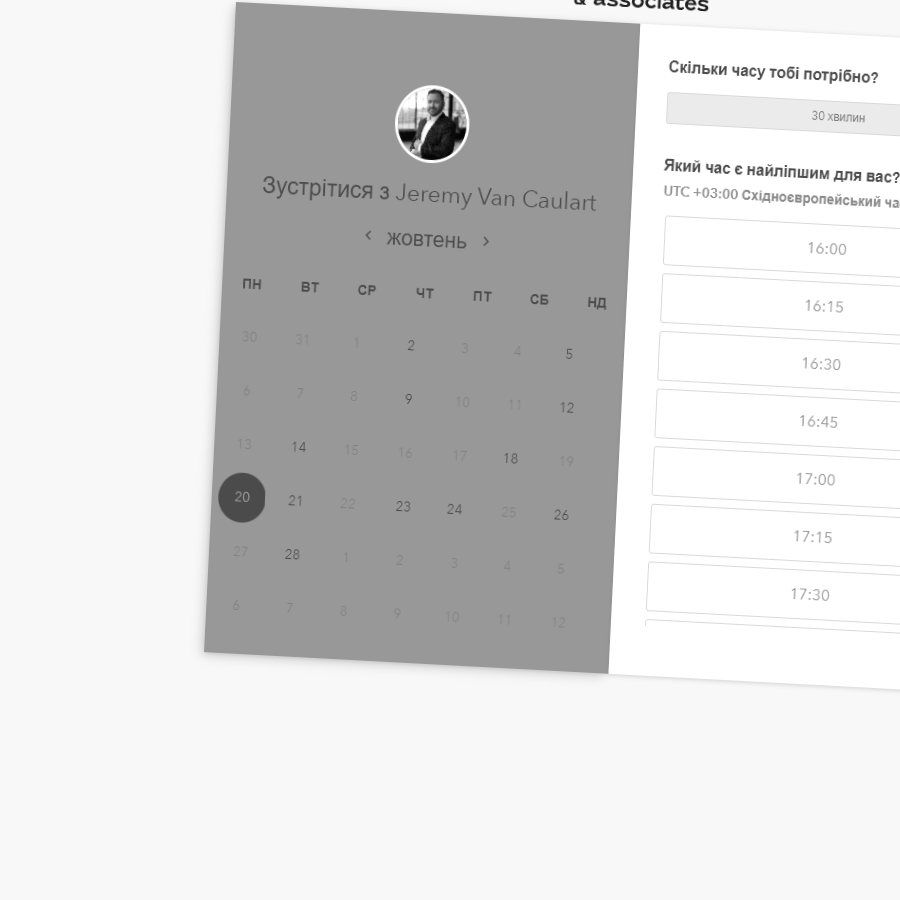 & associates
Зустрітися з Jeremy Van Caulart
‹ жовтень ›
ПН ВТ СР ЧТ ПТ СБ НД
30 31 1 2 3 4 5
6 7 8 9 10 11 12
13 14 15 16 17 18 19
20 21 22 23 24 25 26
27 28 1 2 3 4 5
6 7 8 9 10 11 12
Скільки часу тобі потрібно?
30 хвилин
Який час є найліпшим для вас?
UTC +03:00 Східноєвропейський
16:00
16:15
16:30
16:45
17:00
17:15
17:30